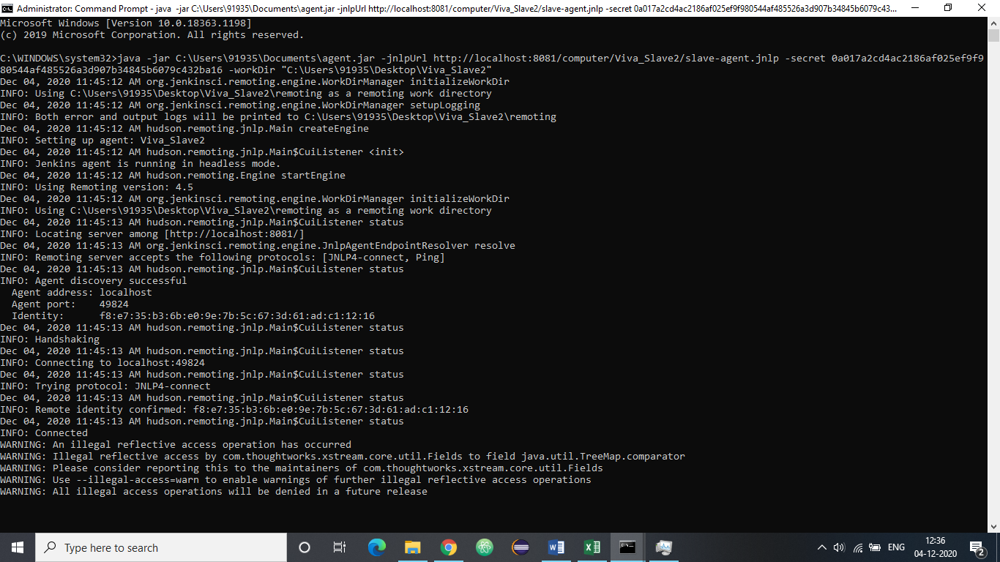 Administrator: Command Prompt - java -jar C:\Users\91935\Documents\agent.jar -jnlpUrl http://localhost:8081/computer/Viva_Slave2/slave-agent.jnlp -secret 0a017a2cd4ac2186af025ef9f980544af485526a3d907b34845b6079c43...
Microsoft Windows [Version 10.0.18363.1198]
(c) 2019 Microsoft Corporation. All rights reserved.
C:\WINDOWS\system32>java -jar C:\Users\91935\Documents\agent.jar -jnlpUrl http://localhost:8081/computer/Viva_Slave2/slave-agent.jnlp -secret 0a017a2cd4ac2186af025ef9f9
80544af485526a3d907b34845b6079c432ba16 -workDir "C:\Users\91935\Desktop\Viva_Slave2"
Dec 04, 2020 11:45:12 AM org.jenkinsci.remoting.engine.WorkDirManager initializeWorkDir
INFO: Using C:\Users\91935\Desktop\Viva_Slave2\remoting as a remoting work directory
Dec 04, 2020 11:45:12 AM org.jenkinsci.remoting.engine.WorkDirManager setupLogging
INFO: Both error and output logs will be printed to C:\Users\91935\Desktop\Viva_Slave2\remoting
Dec 04, 2020 11:45:12 AM hudson.remoting.jnlp.Main createEngine
INFO: Setting up agent: Viva_Slave2
Dec 04, 2020 11:45:12 AM hudson.remoting.jnlp.Main$CuiListener <init>
INFO: Jenkins agent is running in headless mode.
Dec 04, 2020 11:45:12 AM hudson.remoting.Engine startEngine
INFO: Using Remoting version: 4.5
Dec 04, 2020 11:45:12 AM org.jenkinsci.remoting.engine.WorkDirManager initializeWorkDir
INFO: Using C:\Users\91935\Desktop\Viva_Slave2\remoting as a remoting work directory
Dec 04, 2020 11:45:13 AM hudson.remoting.jnlp.Main$CuiListener status
INFO: Locating server among [http://localhost:8081/]
Dec 04, 2020 11:45:13 AM org.jenkinsci.remoting.engine.JnlpAgentEndpointResolver resolve
INFO: Remoting server accepts the following protocols: [JNLP4-connect, Ping]
Dec 04, 2020 11:45:13 AM hudson.remoting.jnlp.Main$CuiListener status
INFO: Agent discovery successful
Agent address: localhost
Agent port: 49824
Identity: f8:e7:35:b3:6b:e0:9e:7b:5c:67:3d:61:ad:c1:12:16
Dec 04, 2020 11:45:13 AM hudson.remoting.jnlp.Main$CuiListener status
INFO: Handshaking
Dec 04, 2020 11:45:13 AM hudson.remoting.jnlp.Main$CuiListener status
INFO: Connecting to localhost:49824
Dec 04, 2020 11:45:13 AM hudson.remoting.jnlp.Main$CuiListener status
INFO: Trying protocol: JNLP4-connect
Dec 04, 2020 11:45:13 AM hudson.remoting.jnlp.Main$CuiListener status
INFO: Remote identity confirmed: f8:e7:35:b3:6b:e0:9e:7b:5c:67:3d:61:ad:c1:12:16
Dec 04, 2020 11:45:13 AM hudson.remoting.jnlp.Main$CuiListener status
INFO: Connected
WARNING: An illegal reflective access operation has occurred
WARNING: Illegal reflective access by com.thoughtworks.xstream.core.util.Fields to field java.util.TreeMap.comparator
WARNING: Please consider reporting this to the maintainers of com.thoughtworks.xstream.core.util.Fields
WARNING: Use --illegal-access=warn to enable warnings of further illegal reflective access operations
WARNING: All illegal access operations will be denied in a future release
Type here to search
ENG
12:36
04-12-2020
2